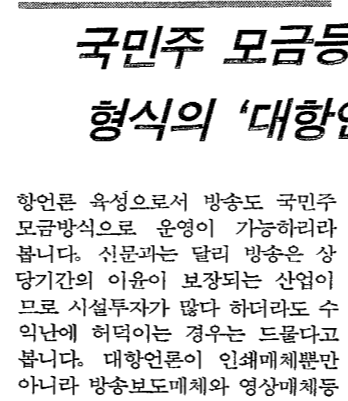 국민주 모금등
형식의 ‘대항언
항언론 육성으로서 방송도 국민주
모금방식으로 운영이 가능하리라
봅니다. 신문과는 달리 방송은 상
당기간의 이윤이 보장되는 산업이
므로 시설투자가 많다 하더라도 수
익난에 허덕이는 경우는 드물다고
봅니다. 대항언론이 인쇄매체뿐만
아니라 방송보도매체와 영상매체등